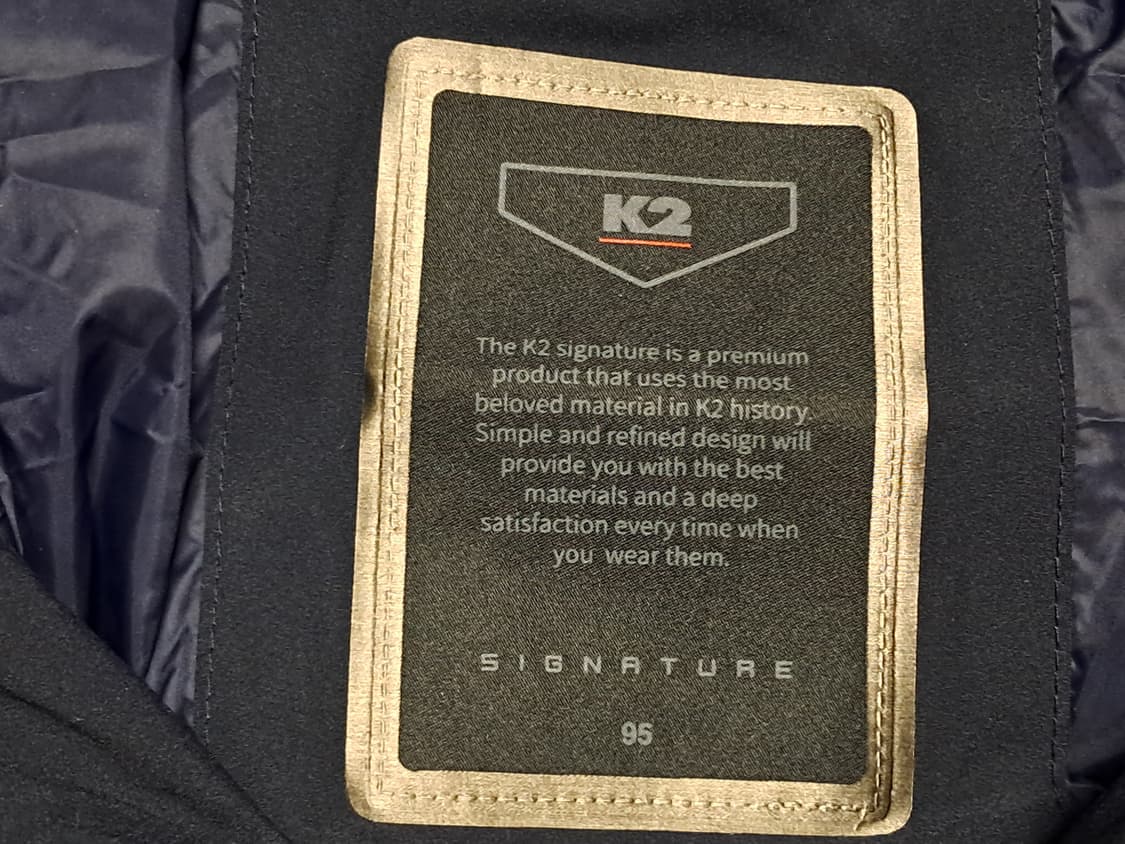 K2
The K2 signature is a premium
product that uses the most
beloved material in K2 history.
Simple and refined design will
provide you with the best
materials and a deep
satisfaction every time when
you wear them.
SIGNATURE
95